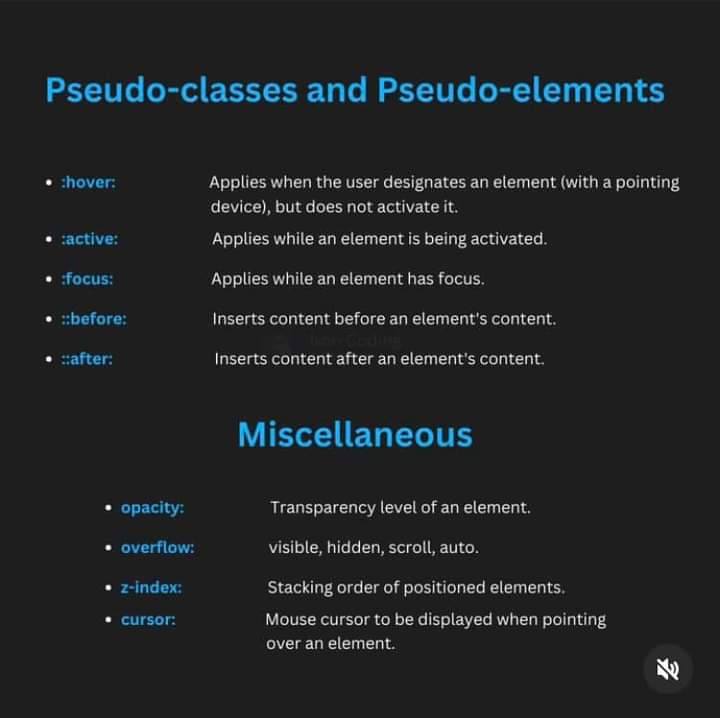 Pseudo-classes and Pseudo-elements
• :hover: Applies when the user designates an element (with a pointing
device), but does not activate it.
• :active: Applies while an element is being activated.
• :focus: Applies while an element has focus.
• ::before: Inserts content before an element's content.
• ::after: Inserts content after an element's content.
Miscellaneous
• opacity: Transparency level of an element.
• overflow: visible, hidden, scroll, auto.
• z-index: Stacking order of positioned elements.
• cursor: Mouse cursor to be displayed when pointing
over an element.